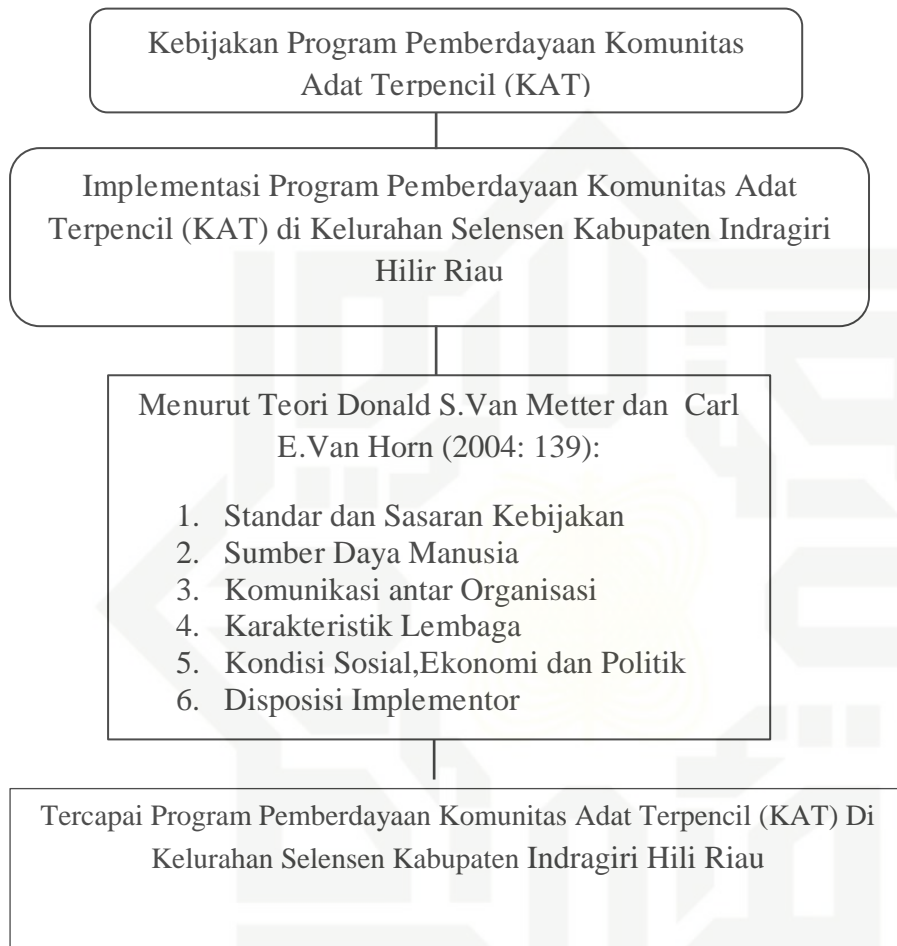 Kebijakan Program Pemberdayaan Komunitas
Adat Terpencil (KAT)
Implementasi Program Pemberdayaan Komunitas Adat
Terpencil (KAT) di Kelurahan Selensen Kabupaten Indragiri
Hilir Riau
Menurut Teori Donald S.Van Metter dan Carl
E.Van Horn (2004: 139):
1. Standar dan Sasaran Kebijakan
2. Sumber Daya Manusia
3. Komunikasi antar Organisasi
4. Karakteristik Lembaga
5. Kondisi Sosial,Ekonomi dan Politik
6. Disposisi Implementor
Tercapai Program Pemberdayaan Komunitas Adat Terpencil (KAT) Di
Kelurahan Selensen Kabupaten Indragiri Hili Riau